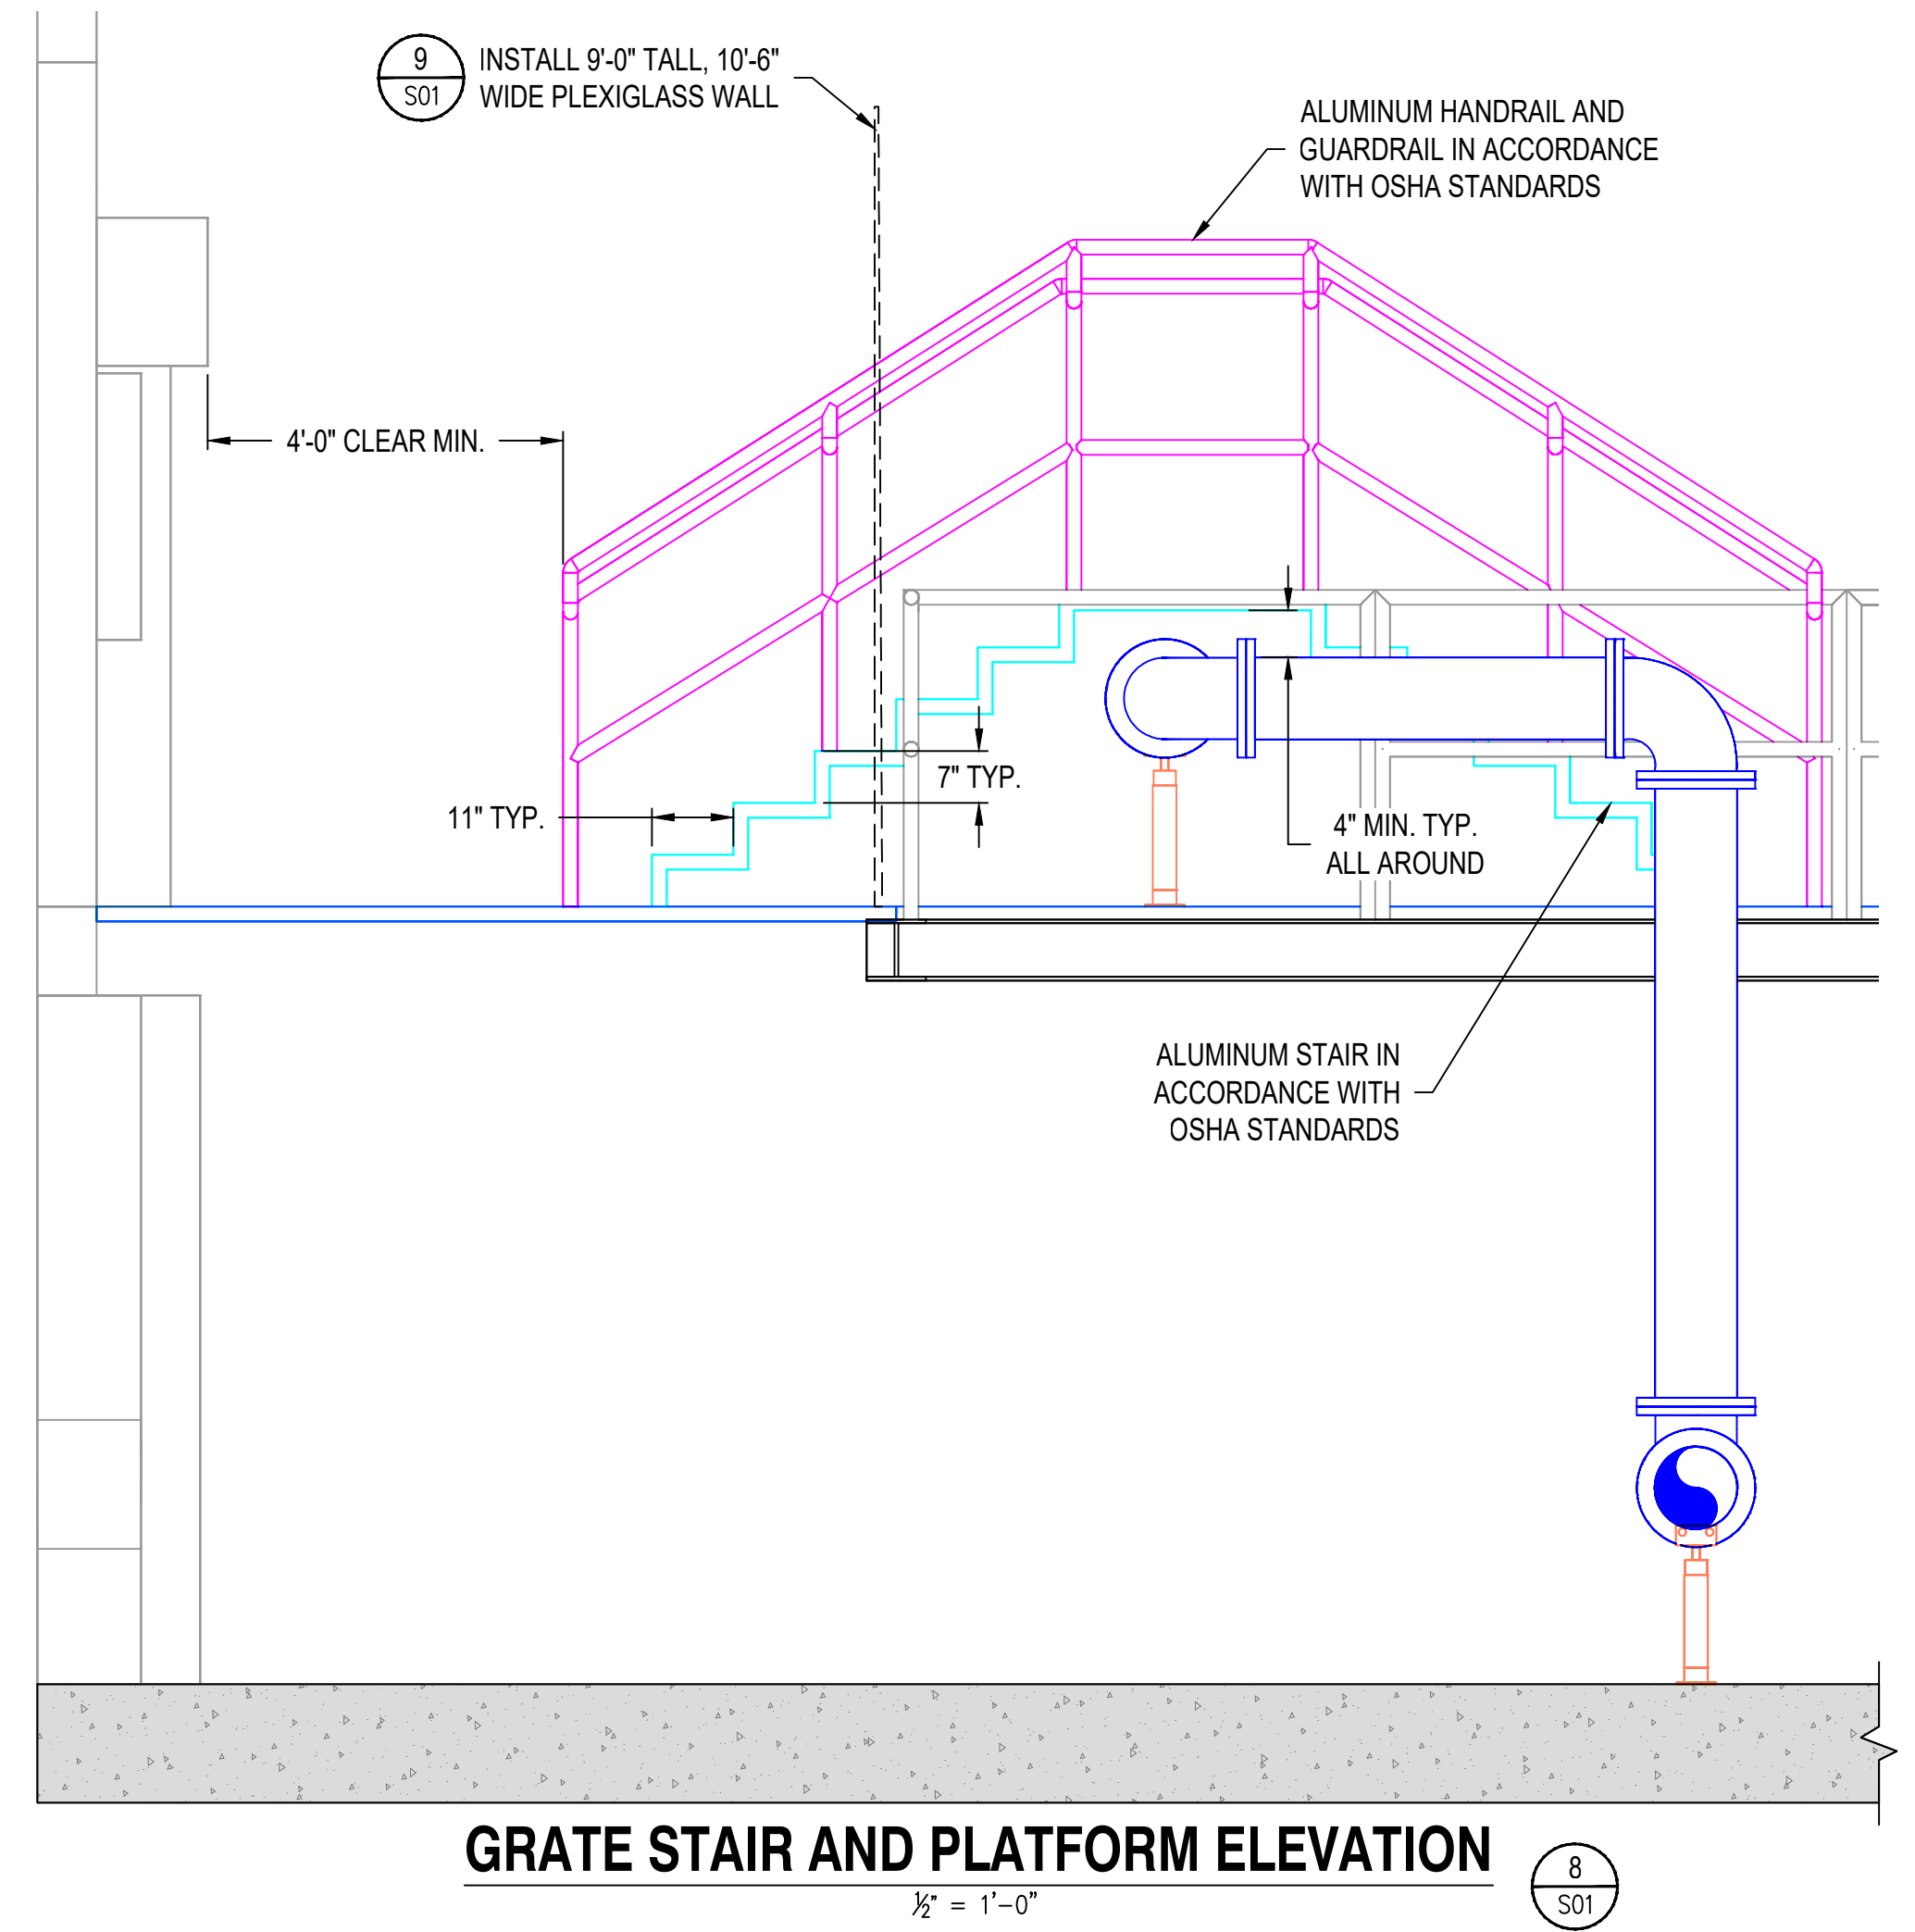 9
S01
INSTALL 9'-0" TALL, 10'-6"
WIDE PLEXIGLASS WALL
ALUMINUM HANDRAIL AND
GUARDRAIL IN ACCORDANCE
WITH OSHA STANDARDS
4'-0" CLEAR MIN.
7" TYP.
11" TYP.
4" MIN. TYP.
ALL AROUND
ALUMINUM STAIR IN
ACCORDANCE WITH
OSHA STANDARDS
GRATE STAIR AND PLATFORM ELEVATION
½" = 1'-0"
8
S01